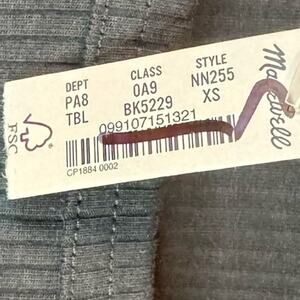 DEPT CLASS STYLE
PA8 0A9 NN255
TBL BK5229 XS
099107151321
CP1884 0002
FSC
Madewell